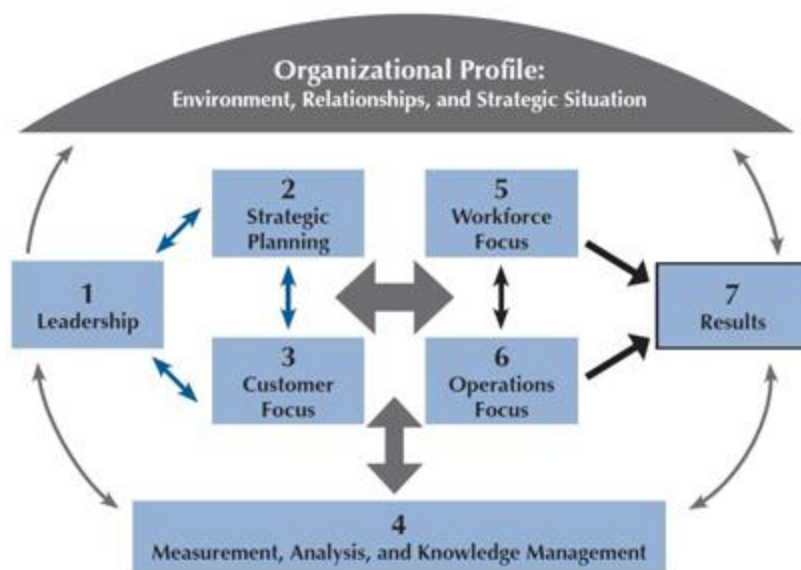 Organizational Profile:
Environment, Relationships, and Strategic Situation
2
Strategic
Planning
5
Workforce
Focus
1
Leadership
7
Results
3
Customer
Focus
6
Operations
Focus
4
Measurement, Analysis, and Knowledge Management